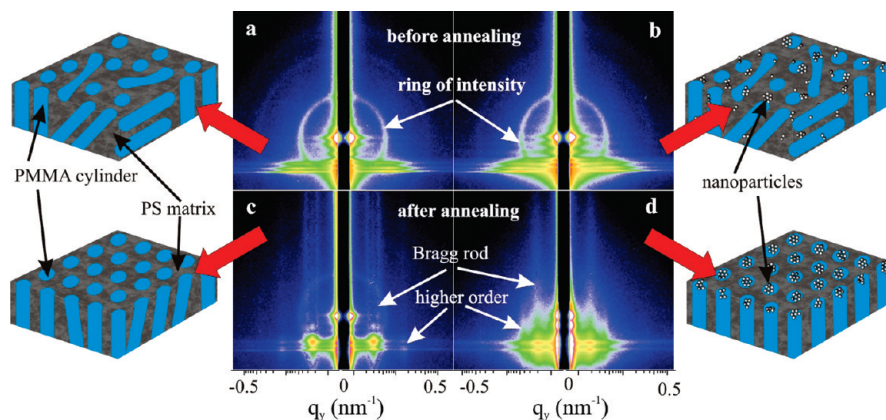 a
before annealing
b
ring of intensity
PMMA cylinder
PS matrix
nanoparticles
c
after annealing
d
Bragg rod
higher order
-0.5 0 0.5 -0.5 0 0.5
qy (nm⁻¹) qy (nm⁻¹)